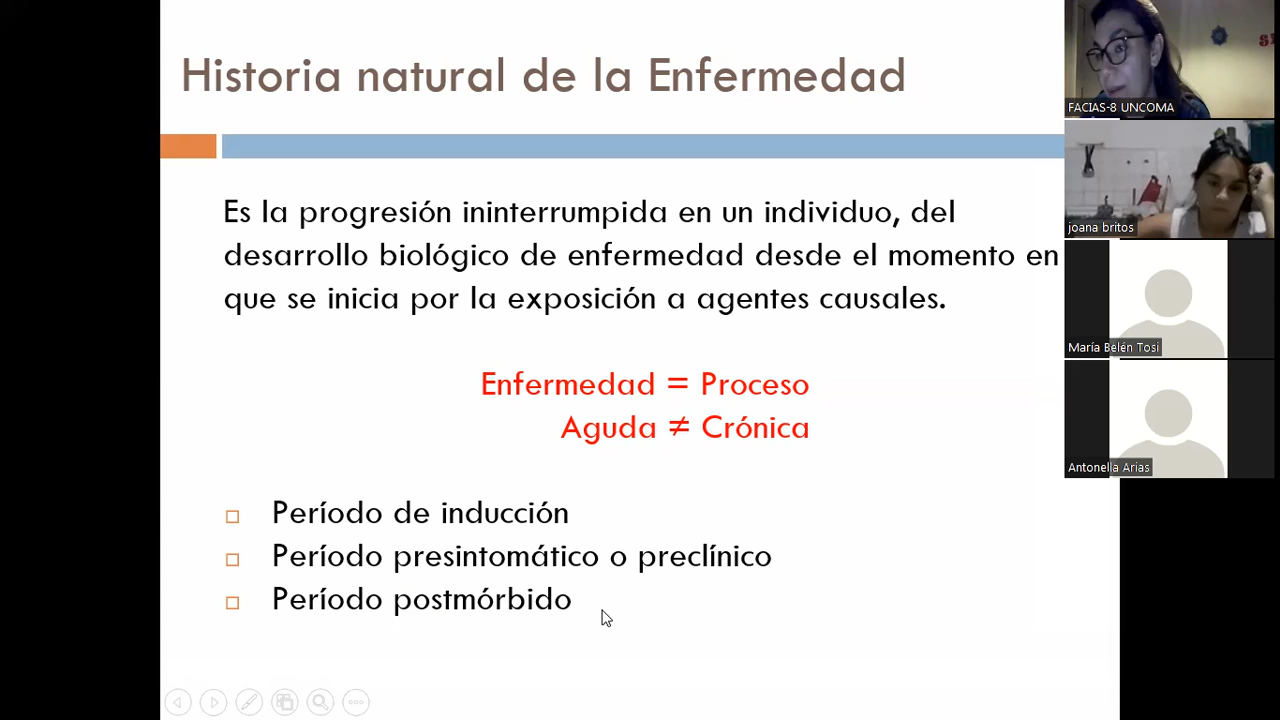 Historia natural de la Enfermedad
Es la progresión ininterrumpida en un individuo, del
desarrollo biológico de enfermedad desde el momento en
que se inicia por la exposición a agentes causales.
Enfermedad = Proceso
Aguda ≠ Crónica
Período de inducción
Período presintomático o preclínico
Período postmórbido
FACIAS-8 UNCOMA
joana britos
María Belén Tosi
Antonella Arias